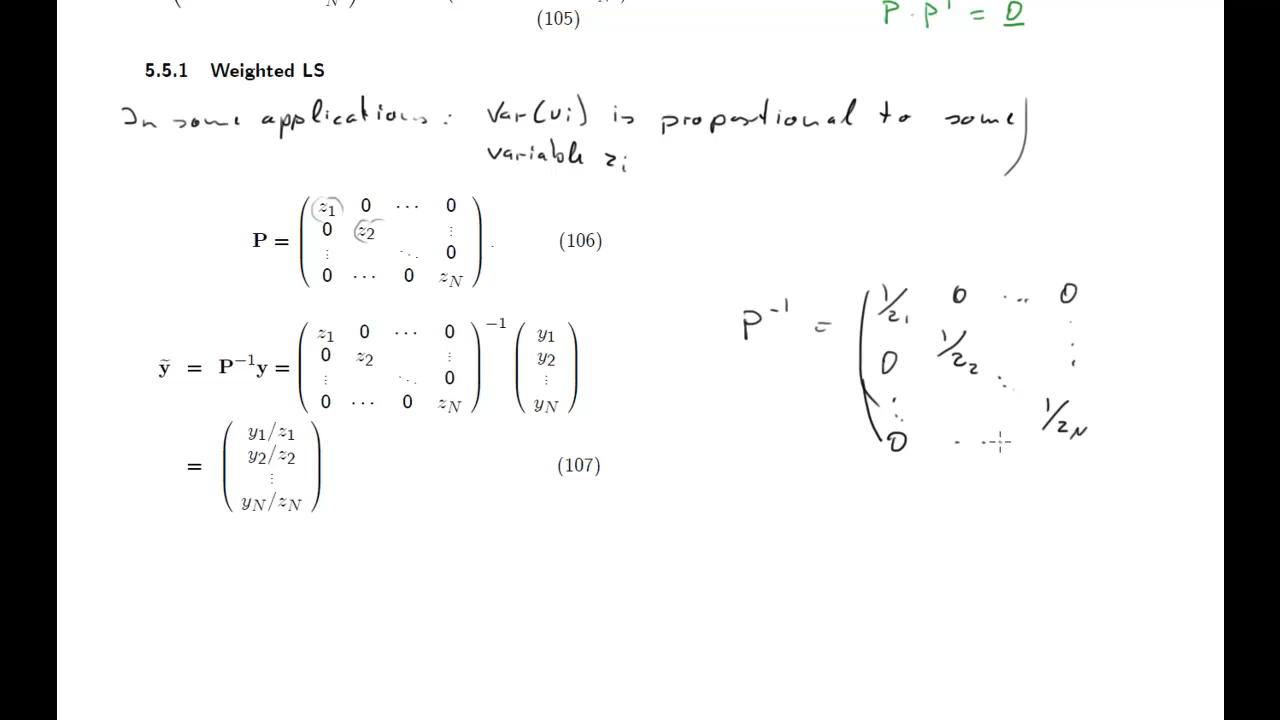 (105)
P · P' = D
5.5.1 Weighted LS
In some applications: Var(υi) is proportional to some
variable zi
P = ( z1 0 ⋯ 0
0 z2 ⋮
⋮ ⋱ 0
0 ⋯ 0 zN ) . (106)
P⁻¹ = ( 1/z1 0 ... 0
0 1/z2 ⋮
⋮ ⋱ 1/zN
0 . . .
ỹ = P⁻¹y = ( z1 0 ⋯ 0
0 z2 ⋮
⋮ ⋱ 0
0 ⋯ 0 zN )⁻¹ ( y1
y2
⋮
yN )
= ( y1/z1
y2/z2
⋮
yN/zN ) (107)